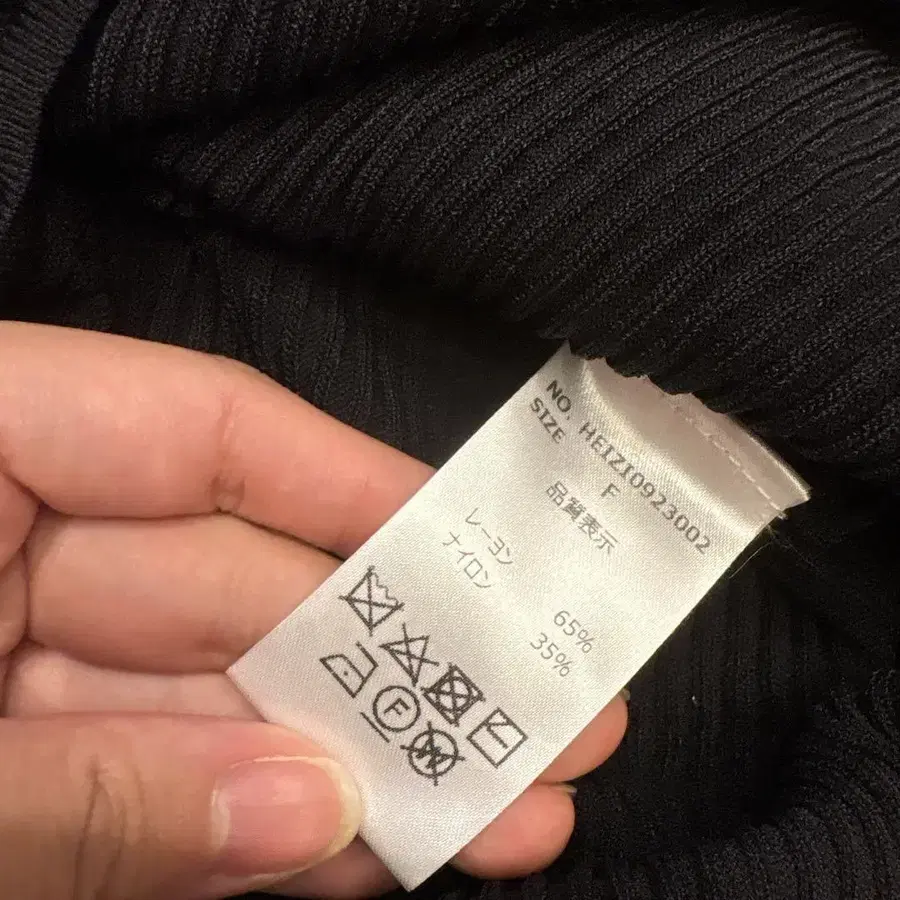 NO. HEIZI0923002
SIZE F
品質表示
レーヨン 65%
ナイロン 35%
F
W